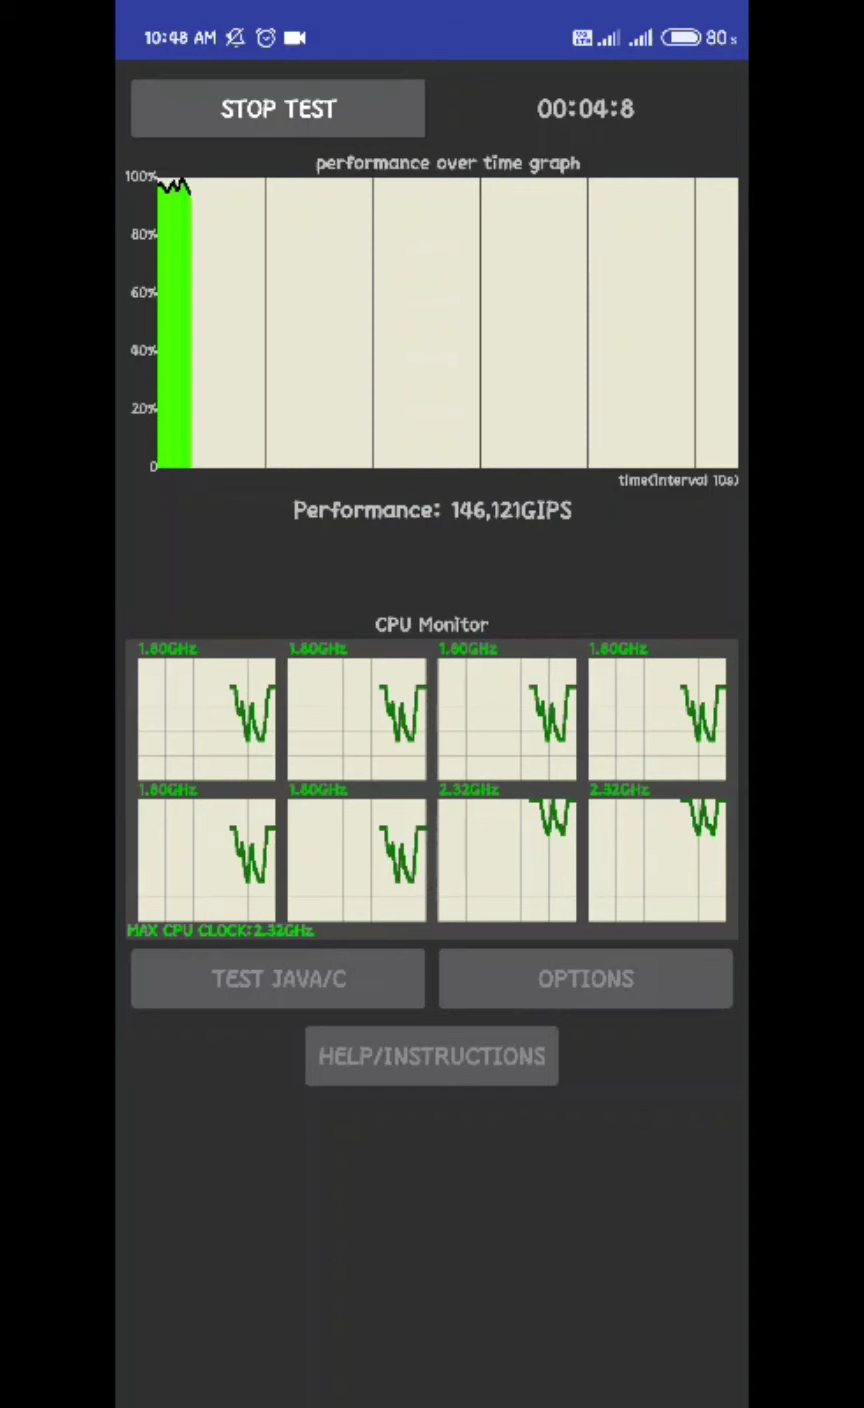 10:48 AM 80%
STOP TEST 00:04:8
performance over time graph
100%
80%
60%
40%
20%
0
time(interval 10s)
Performance: 146,121GIPS
CPU Monitor
1.80GHz 1.80GHz 1.80GHz 1.80GHz
1.80GHz 1.80GHz 2.32GHz 2.32GHz
MAX CPU CLOCK:2.32GHz
TEST JAVA/C OPTIONS
HELP/INSTRUCTIONS